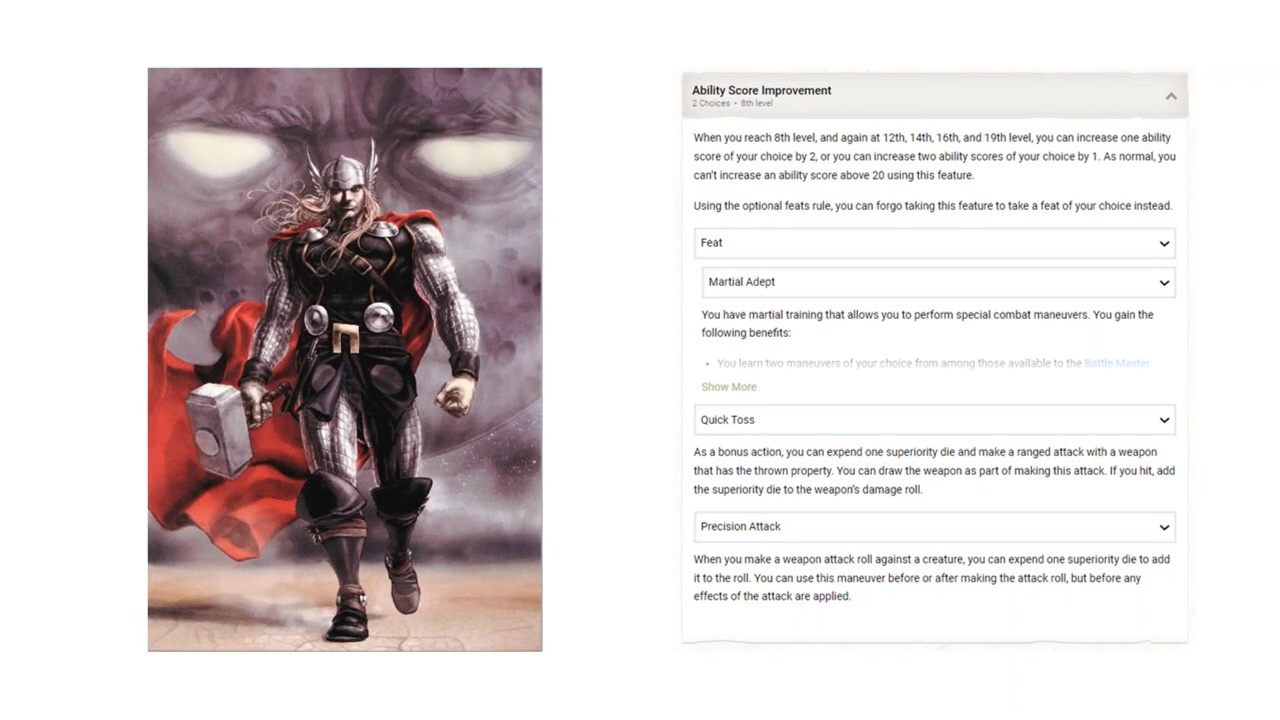 Ability Score Improvement
2 Choices • 8th level
When you reach 8th level, and again at 12th, 14th, 16th, and 19th level, you can increase one ability
score of your choice by 2, or you can increase two ability scores of your choice by 1. As normal, you
can't increase an ability score above 20 using this feature.
Using the optional feats rule, you can forgo taking this feature to take a feat of your choice instead.
Feat
Martial Adept
You have martial training that allows you to perform special combat maneuvers. You gain the
following benefits:
• You learn two maneuvers of your choice from among those available to the Battle Master
Show More
Quick Toss
As a bonus action, you can expend one superiority die and make a ranged attack with a weapon
that has the thrown property. You can draw the weapon as part of making this attack. If you hit, add
the superiority die to the weapon's damage roll.
Precision Attack
When you make a weapon attack roll against a creature, you can expend one superiority die to add
it to the roll. You can use this maneuver before or after making the attack roll, but before any
effects of the attack are applied.